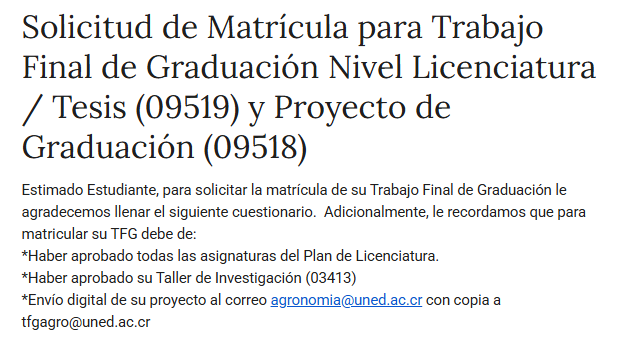 Solicitud de Matrícula para Trabajo
Final de Graduación Nivel Licenciatura
/ Tesis (09519) y Proyecto de
Graduación (09518)
Estimado Estudiante, para solicitar la matrícula de su Trabajo Final de Graduación le
agradecemos llenar el siguiente cuestionario.  Adicionalmente, le recordamos que para
matricular su TFG debe de:
*Haber aprobado todas las asignaturas del Plan de Licenciatura.
*Haber aprobado su Taller de Investigación (03413)
*Envío digital de su proyecto al correo agronomia@uned.ac.cr con copia a
tfgagro@uned.ac.cr